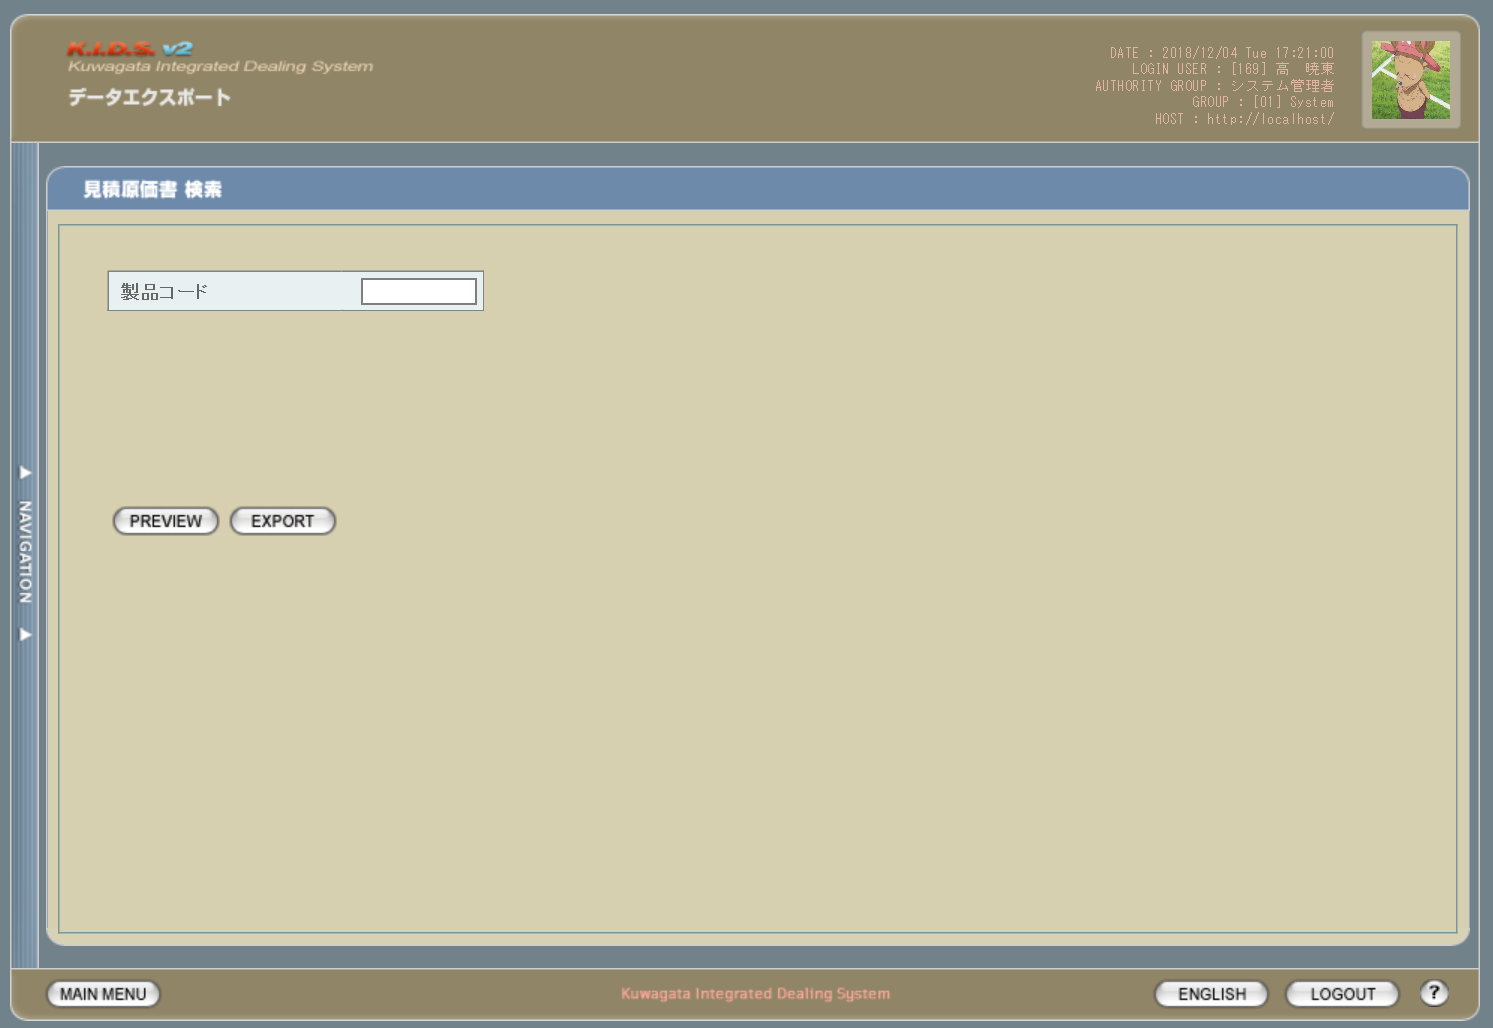 K.I.D.S. v2
Kuwagata Integrated Dealing System
データエクスポート
DATE : 2018/12/04 Tue 17:21:00
LOGIN USER : [169] 高　暁東
AUTHORITY GROUP : システム管理者
GROUP : [01] System
HOST : http://localhost/
見積原価書 検索
製品コード
PREVIEW EXPORT
NAVIGATION
MAIN MENU
Kuwagata Integrated Dealing System
ENGLISH LOGOUT ?